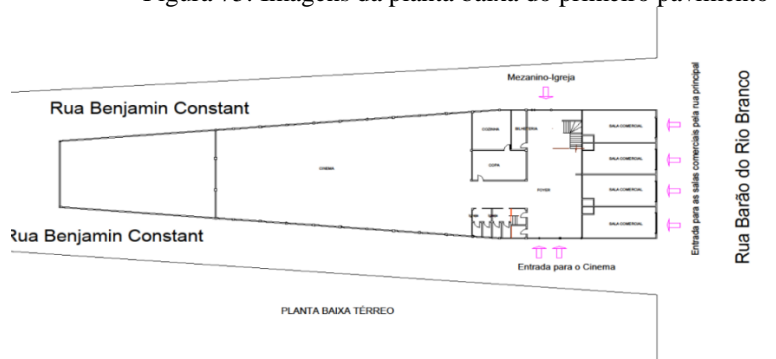 Figura 75: Imagens da planta baixa do primeiro pavimento
Mezanino-Igreja
Rua Benjamin Constant
COZINHA
BILHETERIA
SALA COMERCIAL
SALA COMERCIAL
CINEMA
COPA
FOYER
SALA COMERCIAL
SALA COMERCIAL
Entrada para as salas comerciais pela rua principal
Rua Barão do Rio Branco
Rua Benjamin Constant
Entrada para o Cinema
PLANTA BAIXA TÉRREO